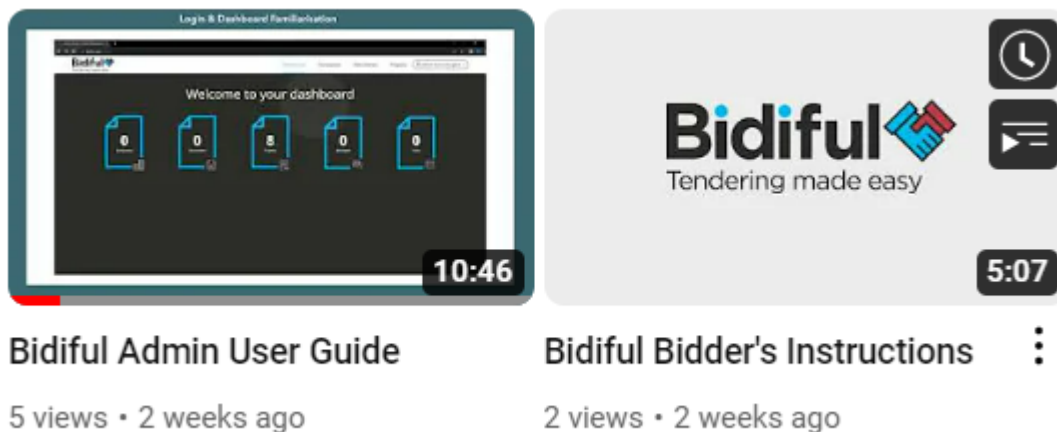 Login & Dashboard Familiarisation
Bidiful
Welcome to your dashboard
0 0 8 0 0
10:46
Bidiful
Tendering made easy
5:07
Bidiful Admin User Guide
5 views • 2 weeks ago
Bidiful Bidder's Instructions
2 views • 2 weeks ago